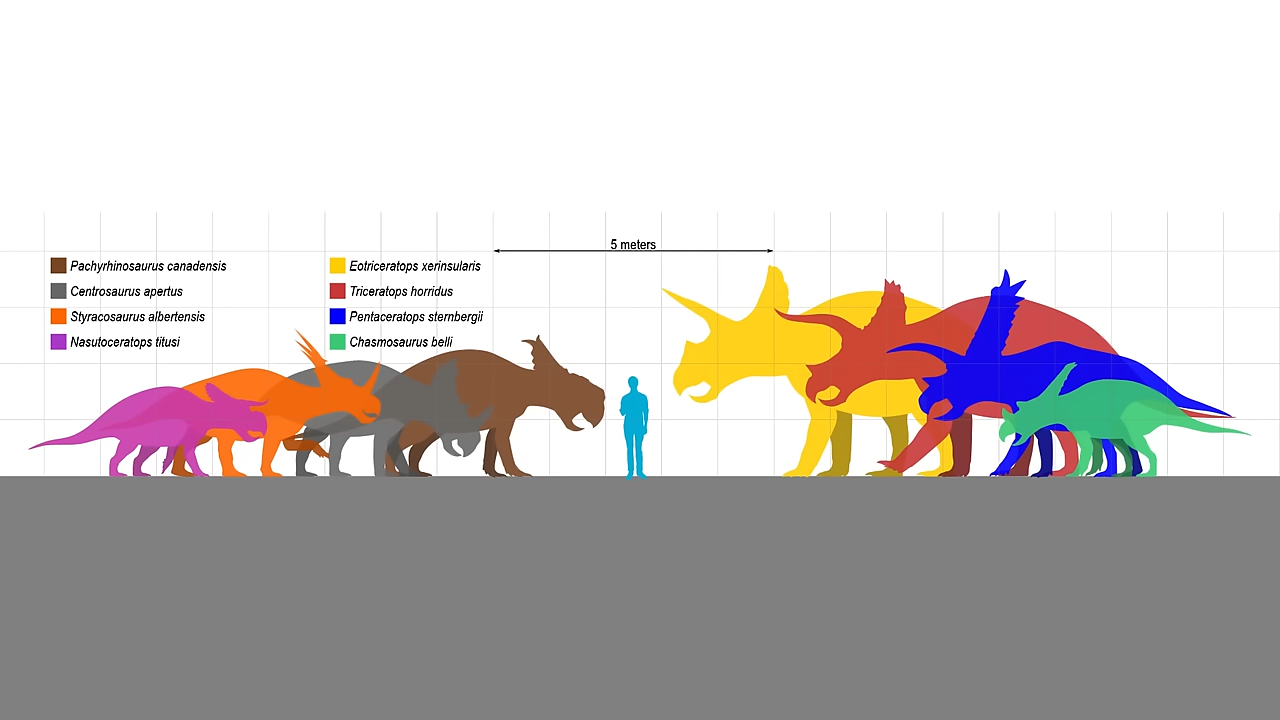 5 meters
Pachyrhinosaurus canadensis
Centrosaurus apertus
Styracosaurus albertensis
Nasutoceratops titusi
Eotriceratops xerinsularis
Triceratops horridus
Pentaceratops sternbergii
Chasmosaurus belli